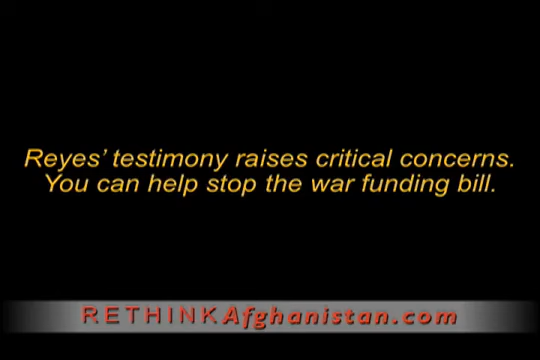 Reyes' testimony raises critical concerns.
You can help stop the war funding bill.
RETHINKAfghanistan.com